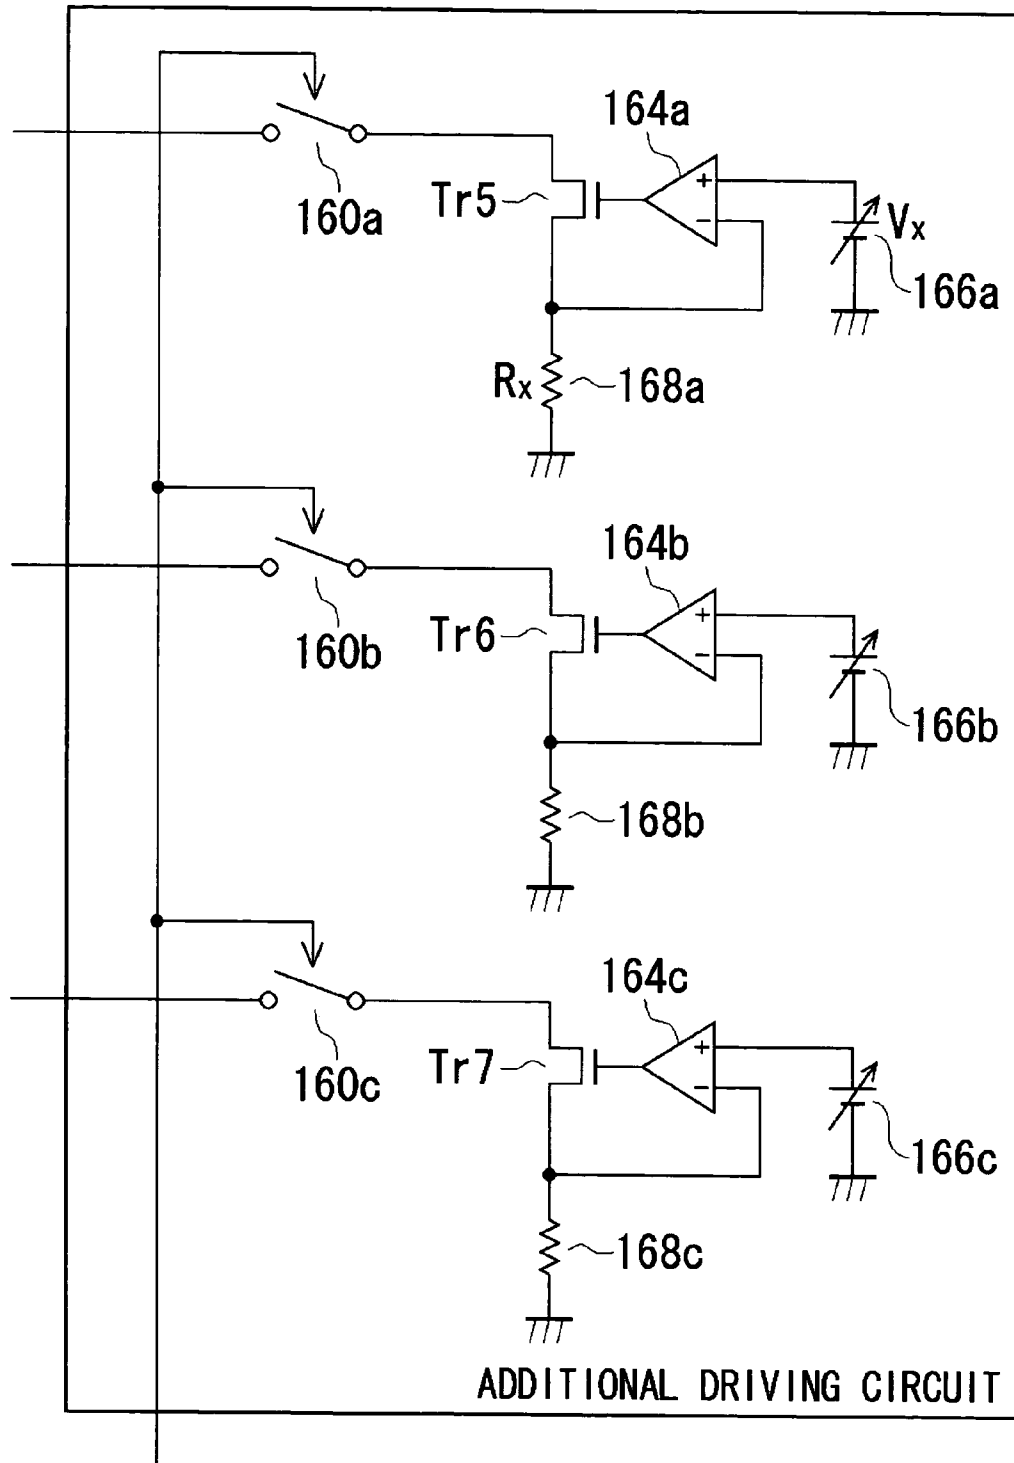 164a
+
−
Tr5
160a
Vx
166a
Rx
168a
164b
+
−
Tr6
160b
166b
168b
164c
+
−
Tr7
160c
166c
168c
ADDITIONAL DRIVING CIRCUIT